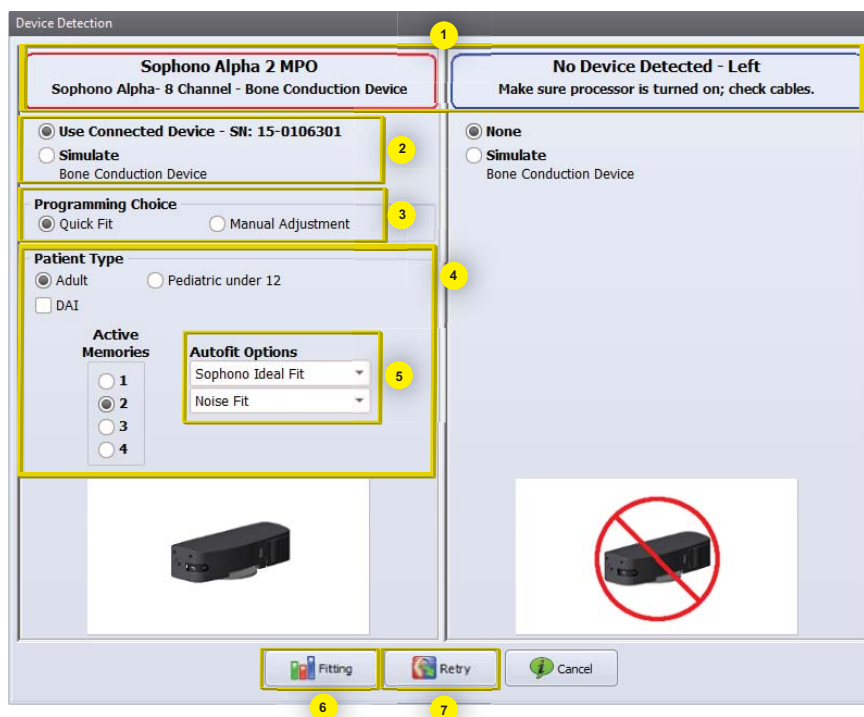 Device Detection
1
Sophono Alpha 2 MPO
Sophono Alpha- 8 Channel - Bone Conduction Device
No Device Detected - Left
Make sure processor is turned on; check cables.
Use Connected Device - SN: 15-0106301
Simulate
Bone Conduction Device
2
None
Simulate
Bone Conduction Device
Programming Choice
Quick Fit
Manual Adjustment
3
Patient Type
Adult
Pediatric under 12
4
DAI
Active
Memories
1
2
3
4
Autofit Options
Sophono Ideal Fit
Noise Fit
5
Fitting
Retry
Cancel
6
7